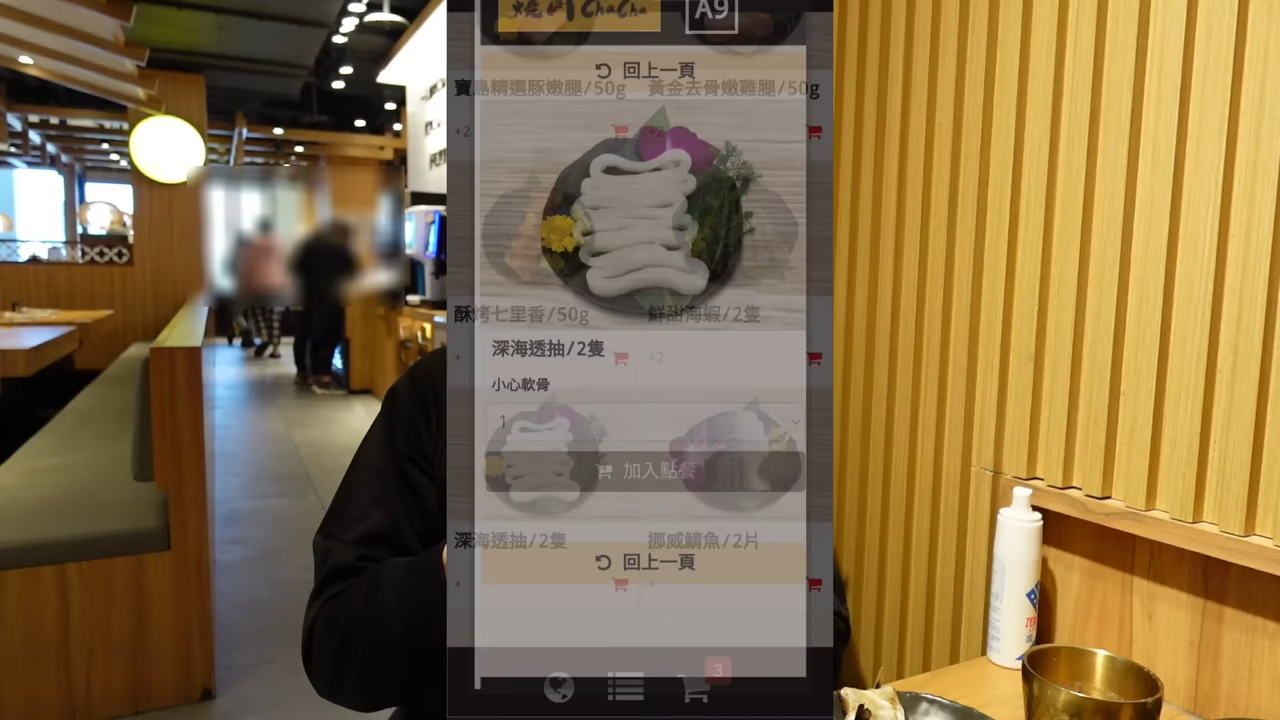 燒肉 ChaCha
A9
回上一頁
寶島精選豚嫩腿/50g
黃金去骨嫩雞腿/50g
+2
+2
酥烤七里香/50g
鮮甜海蝦/2隻
深海透抽/2隻
+
+2
小心軟骨
1
加入點餐
深海透抽/2隻
挪威鯖魚/2片
回上一頁
+
+
3